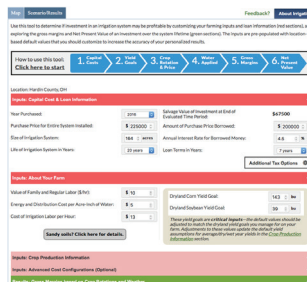 Map Scenario/Results
Feedback? About Irrigat
Use this tool to determine if investment in an irrigation system may be profitable by customizing your farming inputs and loan information (red sections), a
exploring the gross margins and Net Present Value of an investment over the system lifetime (green sections). The inputs are populated with location-
based default values that you should customize to increase the accuracy of your personalized results.
How to use this tool:
Click here to start
1. Capital Costs
2. Yield Goals
3. Crop Rotation & Price
4. Water Applied
5. Gross Margins
6. Net Present Value
Location: Hardin County, OH
Inputs: Capital Cost & Loan Information
Year Purchased: 2018
Salvage Value of Investment at End of
Evaluated Time Period: $67500
Purchase Price for Entire System Installed: $ 225000
Amount of Purchase Price Borrowed: $ 200000
Size of Irrigation System: 164 acres
Annual Interest Rate for Borrowed Money: 4.8 %
Life of Irrigation System in Years: 20 years
Loan Terms in Years: 7 years
Additional Tax Options
Inputs: About Your Farm
Value of Family and Regular Labor ($/hr): $ 10
Energy and Distribution Cost per Acre-Inch of Water: $ 5
Cost of Irrigation Labor per Hour: $ 13
Sandy soils? Click here for details.
Dryland Corn Yield Goal: 143 bu
Dryland Soybean Yield Goal: 39 bu
These yield goals are critical inputs—the default values should be
adjusted to match the dryland yield goals you manage for on your
farm. Adjustments to these values update the default yield
assumptions for average/dry/wet year yields in the Crop Production
Information section.
Inputs: Crop Production Information
Inputs: Advanced Cost Configurations (Optional)